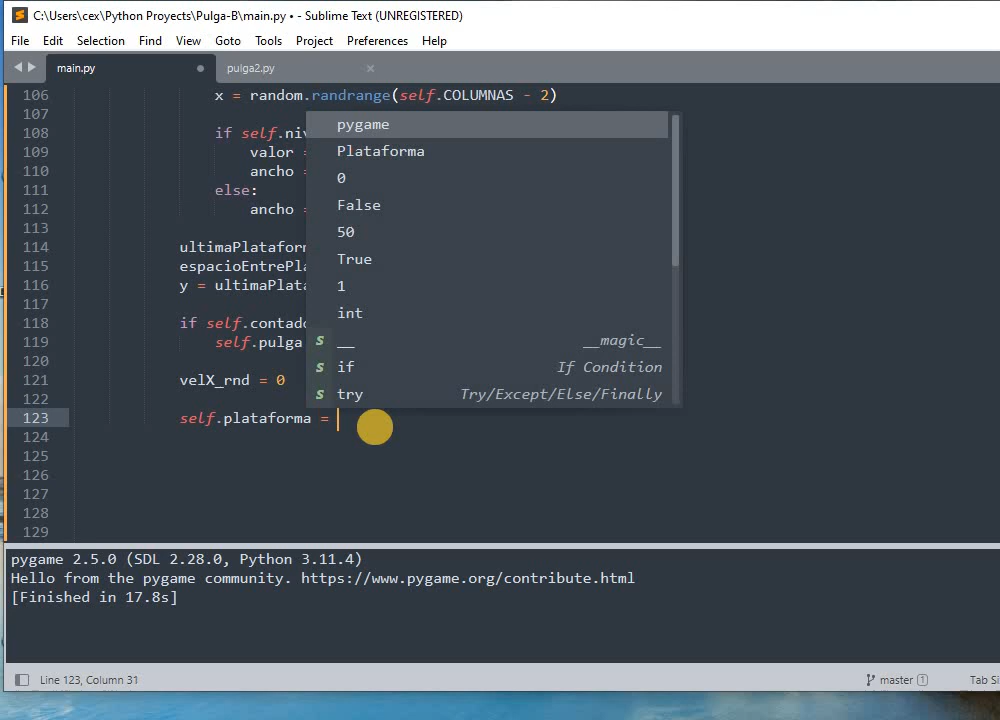 C:\Users\cex\Python Proyects\Pulga-B\main.py • - Sublime Text (UNREGISTERED)
File Edit Selection Find View Goto Tools Project Preferences Help
main.py pulga2.py
106 x = random.randrange(self.COLUMNAS - 2)
107
108 if self.niv
109 valor =
110 ancho =
111 else:
112 ancho =
113
114 ultimaPlataform
115 espacioEntrePla
116 y = ultimaPlata
117
118 if self.contado
119 self.pulga
120
121 velX_rnd = 0
122
123 self.plataforma =
124
125
126
127
128
129
pygame
Plataforma
0
False
50
True
1
int
s __ __magic__
s if If Condition
s try Try/Except/Else/Finally
pygame 2.5.0 (SDL 2.28.0, Python 3.11.4)
Hello from the pygame community. https://www.pygame.org/contribute.html
[Finished in 17.8s]
Line 123, Column 31 master 1 Tab Si